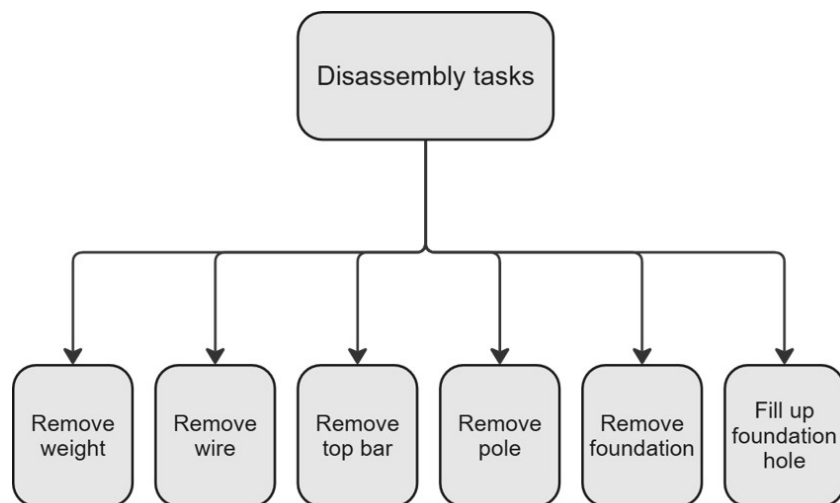 Disassembly tasks
Remove
weight
Remove
wire
Remove
top bar
Remove
pole
Remove
foundation
Fill up
foundation
hole